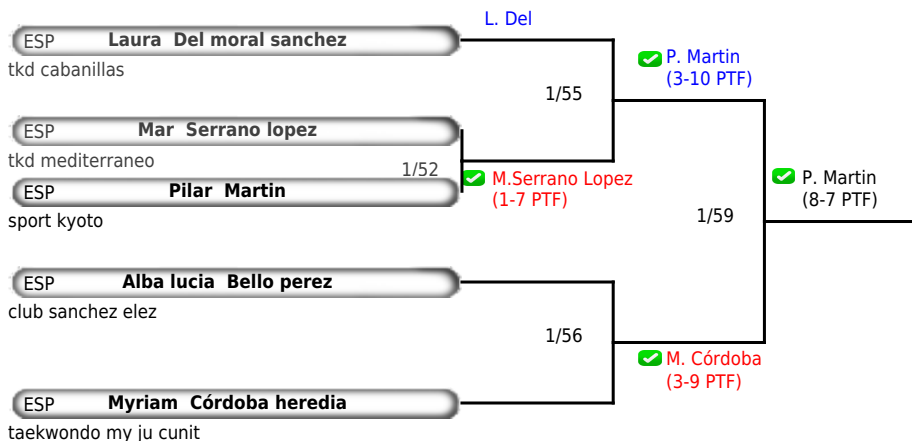 L. Del
ESP Laura Del moral sanchez
tkd cabanillas
P. Martin
(3-10 PTF)
1/55
ESP Mar Serrano lopez
tkd mediterraneo
1/52
M.Serrano Lopez
(1-7 PTF)
P. Martin
(8-7 PTF)
ESP Pilar Martin
sport kyoto
1/59
ESP Alba lucia Bello perez
club sanchez elez
1/56
M. Córdoba
(3-9 PTF)
ESP Myriam Córdoba heredia
taekwondo my ju cunit